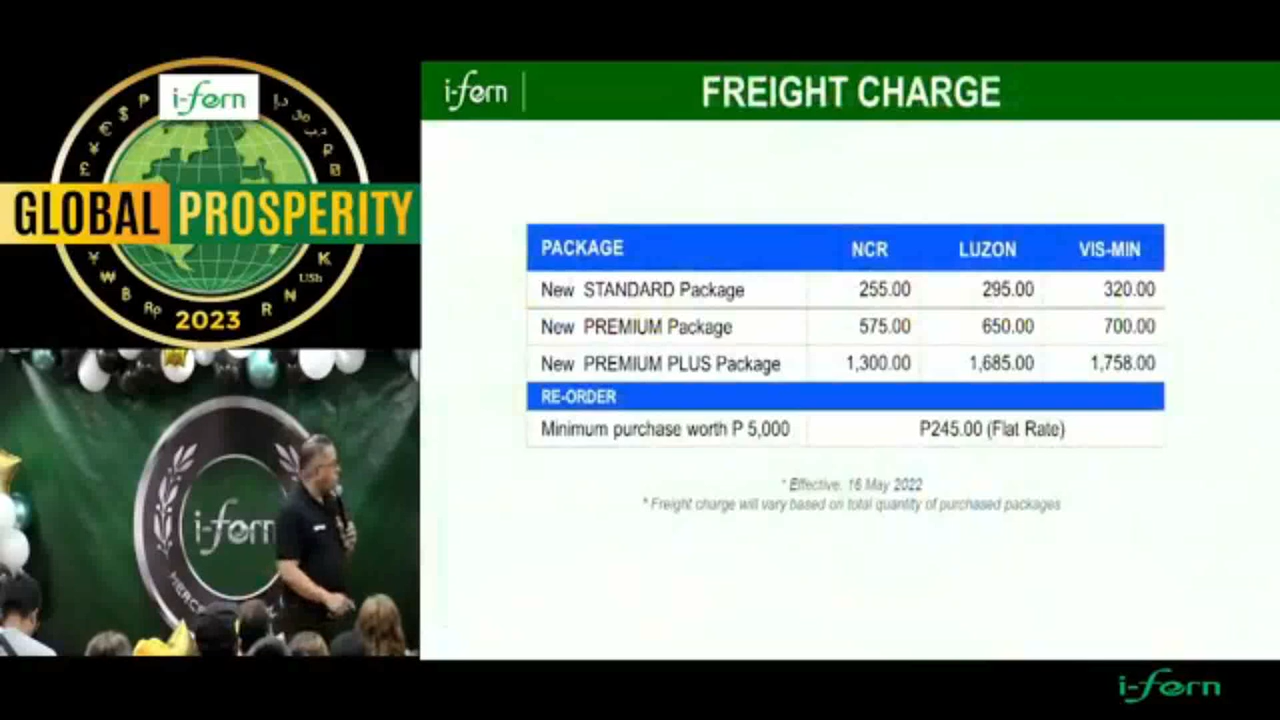 i-fern
GLOBAL PROSPERITY
2023
i-fern
i-fern
FREIGHT CHARGE
PACKAGE NCR LUZON VIS-MIN
New STANDARD Package 255.00 295.00 320.00
New PREMIUM Package 575.00 650.00 700.00
New PREMIUM PLUS Package 1,300.00 1,685.00 1,758.00
RE-ORDER
Minimum purchase worth P 5,000 P245.00 (Flat Rate)
* Effective: 16 May 2022
* Freight charge will vary based on total quantity of purchased packages
i-fern